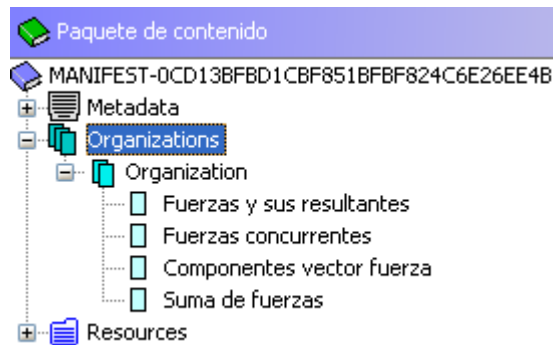 Paquete de contenido
MANIFEST-0CD13BFBD1CBF851BFBF824C6E26EE4B
Metadata
Organizations
Organization
Fuerzas y sus resultantes
Fuerzas concurrentes
Componentes vector fuerza
Suma de fuerzas
Resources